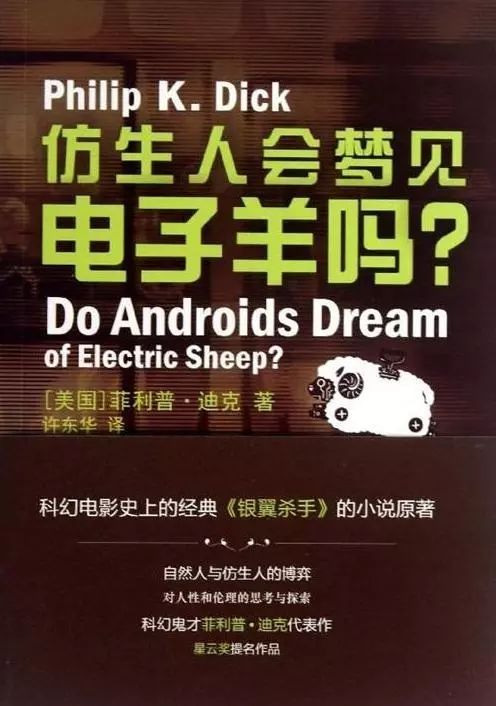 Philip K. Dick
仿生人会梦见
电子羊吗?
Do Androids Dream
of Electric Sheep?
[美国]菲利普·迪克 著
许东华 译
科幻电影史上的经典《银翼杀手》的小说原著
自然人与仿生人的博弈
对人性和伦理的思考与探索
科幻鬼才菲利普·迪克代表作
星云奖提名作品